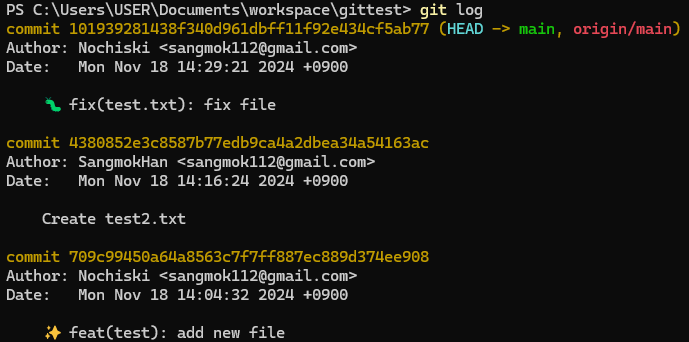 PS C:\Users\USER\Documents\workspace\gittest> git log
commit 101939281438f340d961dbff11f92e434cf5ab77 (HEAD -> main, origin/main)
Author: Nochiski <sangmok112@gmail.com>
Date:   Mon Nov 18 14:29:21 2024 +0900
🐛 fix(test.txt): fix file
commit 4380852e3c8587b77edb9ca4a2dbea34a54163ac
Author: SangmokHan <sangmok112@gmail.com>
Date:   Mon Nov 18 14:16:24 2024 +0900
Create test2.txt
commit 709c99450a64a8563c7f7ff887ec889d374ee908
Author: Nochiski <sangmok112@gmail.com>
Date:   Mon Nov 18 14:04:32 2024 +0900
✨ feat(test): add new file